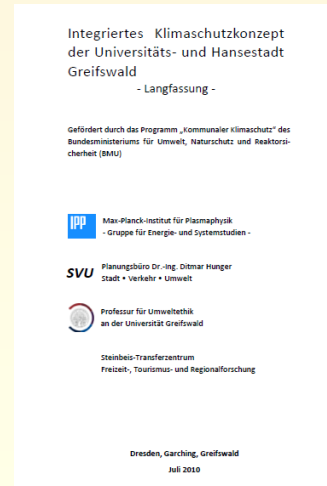 Integriertes Klimaschutzkonzept
der Universitäts- und Hansestadt
Greifswald
- Langfassung -
Gefördert durch das Programm „Kommunaler Klimaschutz“ des
Bundesministeriums für Umwelt, Naturschutz und Reaktorsi-
cherheit (BMU)
IPP
Max-Planck-Institut für Plasmaphysik
- Gruppe für Energie- und Systemstudien -
SVU
Planungsbüro Dr.-Ing. Ditmar Hunger
Stadt • Verkehr • Umwelt
Professur für Umweltethik
an der Universität Greifswald
Steinbeis-Transferzentrum
Freizeit-, Tourismus- und Regionalforschung
Dresden, Garching, Greifswald
Juli 2010